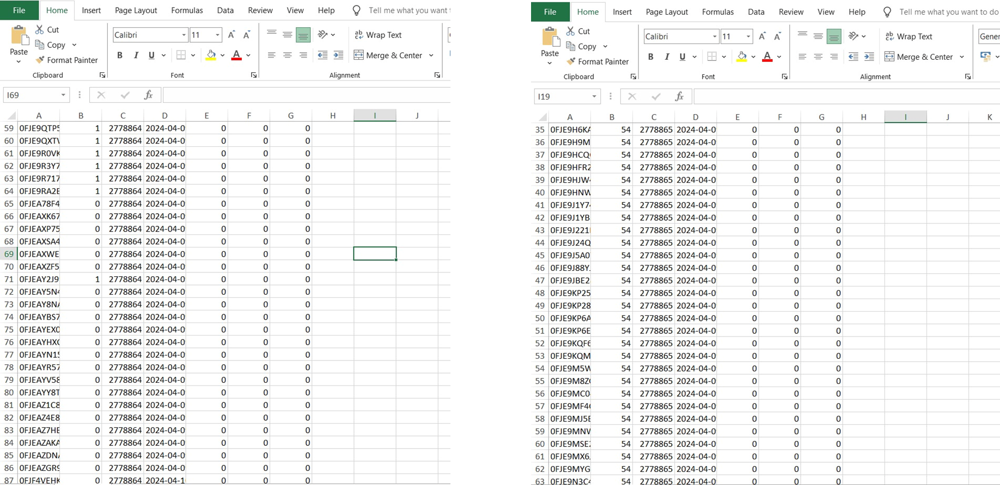 File Home Insert Page Layout Formulas Data Review View Help Tell me what you want
Cut
Copy
Format Painter
Paste
Calibri 11
B I U
Wrap Text
Merge & Center
Clipboard Font Alignment
I69 fx
A B C D E F G H I J
59 0FJE9QTP5 1 2778864 2024-04-0 0 0 0
60 0FJE9QXT 1 2778864 2024-04-0 0 0 0
61 0FJE9R0VK 1 2778864 2024-04-0 0 0 0
62 0FJE9R3Y7 1 2778864 2024-04-0 0 0 0
63 0FJE9R717 1 2778864 2024-04-0 0 0 0
64 0FJE9RA2E 1 2778864 2024-04-0 0 0 0
65 0FJEA78F4 0 2778864 2024-04-0 0 0 0
66 0FJEAXK67 0 2778864 2024-04-0 0 0 0
67 0FJEAXP75 0 2778864 2024-04-0 0 0 0
68 0FJEAXSA4 0 2778864 2024-04-0 0 0 0
69 0FJEAXWE 0 2778864 2024-04-0 0 0 0
70 0FJEAXZF5 0 2778864 2024-04-0 0 0 0
71 0FJEAY2J9 1 2778864 2024-04-0 0 0 0
72 0FJEAY5N4 0 2778864 2024-04-0 0 0 0
73 0FJEAY8NA 0 2778864 2024-04-0 0 0 0
74 0FJEAYBS7 0 2778864 2024-04-0 0 0 0
75 0FJEAYEX0 0 2778864 2024-04-0 0 0 0
76 0FJEAYHX 0 2778864 2024-04-0 0 0 0
77 0FJEAYN15 0 2778864 2024-04-0 0 0 0
78 0FJEAYR57 0 2778864 2024-04-0 0 0 0
79 0FJEAYV58 0 2778864 2024-04-0 0 0 0
80 0FJEAYY8T 0 2778864 2024-04-0 0 0 0
81 0FJEAZ1C8 0 2778864 2024-04-0 0 0 0
82 0FJEAZ4E8 0 2778864 2024-04-0 0 0 0
83 0FJEAZ7HE 0 2778864 2024-04-0 0 0 0
84 0FJEAZAKA 0 2778864 2024-04-0 0 0 0
85 0FJEAZDN 0 2778864 2024-04-0 0 0 0
86 0FJEAZGR9 0 2778864 2024-04-0 0 0 0
87 0FJF4VEHK 0 2778864 2024-04-1 0 0 0
File Home Insert Page Layout Formulas Data Review View Help Tell me what you want to do
Cut
Copy
Format Painter
Paste
Calibri 11
B I U
Wrap Text
Merge & Center
Gener
Clipboard Font Alignment
I19 fx
A B C D E F G H I J K
35 0FJE9H6KA 54 2778865 2024-04-0 0 0 0
36 0FJE9H9M 54 2778865 2024-04-0 0 0 0
37 0FJE9HCQ 54 2778865 2024-04-0 0 0 0
38 0FJE9HFR2 54 2778865 2024-04-0 0 0 0
39 0FJE9HJW 54 2778865 2024-04-0 0 0 0
40 0FJE9HNW 54 2778865 2024-04-0 0 0 0
41 0FJE9J1Y7 54 2778865 2024-04-0 0 0 0
42 0FJE9J1YB 54 2778865 2024-04-0 0 0 0
43 0FJE9J221 54 2778865 2024-04-0 0 0 0
44 0FJE9J24Q 54 2778865 2024-04-0 0 0 0
45 0FJE9J5A0 54 2778865 2024-04-0 0 0 0
46 0FJE9J88Y 54 2778865 2024-04-0 0 0 0
47 0FJE9JBE2 54 2778865 2024-04-0 0 0 0
48 0FJE9KP25 54 2778865 2024-04-0 0 0 0
49 0FJE9KP28 54 2778865 2024-04-0 0 0 0
50 0FJE9KP6A 54 2778865 2024-04-0 0 0 0
51 0FJE9KP6E 54 2778865 2024-04-0 0 0 0
52 0FJE9KQF6 54 2778865 2024-04-0 0 0 0
53 0FJE9KQM 54 2778865 2024-04-0 0 0 0
54 0FJE9M5W 54 2778865 2024-04-0 0 0 0
55 0FJE9M8Z 54 2778865 2024-04-0 0 0 0
56 0FJE9MC0 54 2778865 2024-04-0 0 0 0
57 0FJE9MF4 54 2778865 2024-04-0 0 0 0
58 0FJE9MJ5E 54 2778865 2024-04-0 0 0 0
59 0FJE9MNV 54 2778865 2024-04-0 0 0 0
60 0FJE9MSE2 54 2778865 2024-04-0 0 0 0
61 0FJE9MX6 54 2778865 2024-04-0 0 0 0
62 0FJE9MYG 54 2778865 2024-04-0 0 0 0
63 0FJE9N3C4 54 2778865 2024-04-0 0 0 0